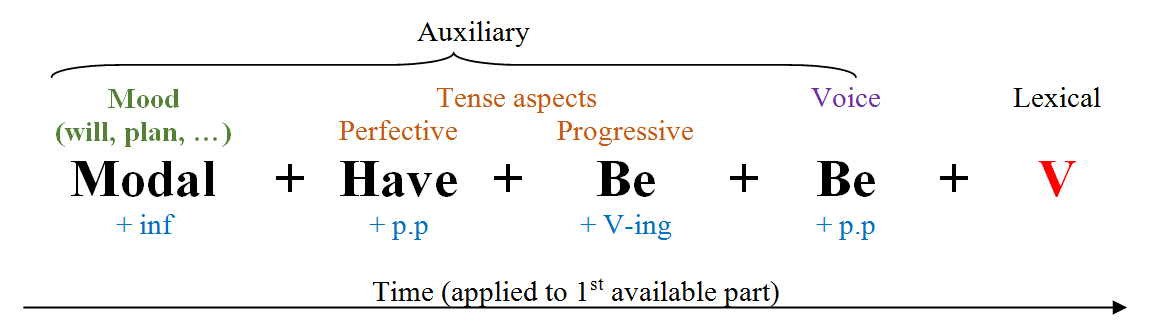 Auxiliary
Mood Tense aspects Voice Lexical
(will, plan, …) Perfective Progressive
Modal + Have + Be + Be + V
+ inf + p.p + V-ing + p.p
Time (applied to 1st available part)